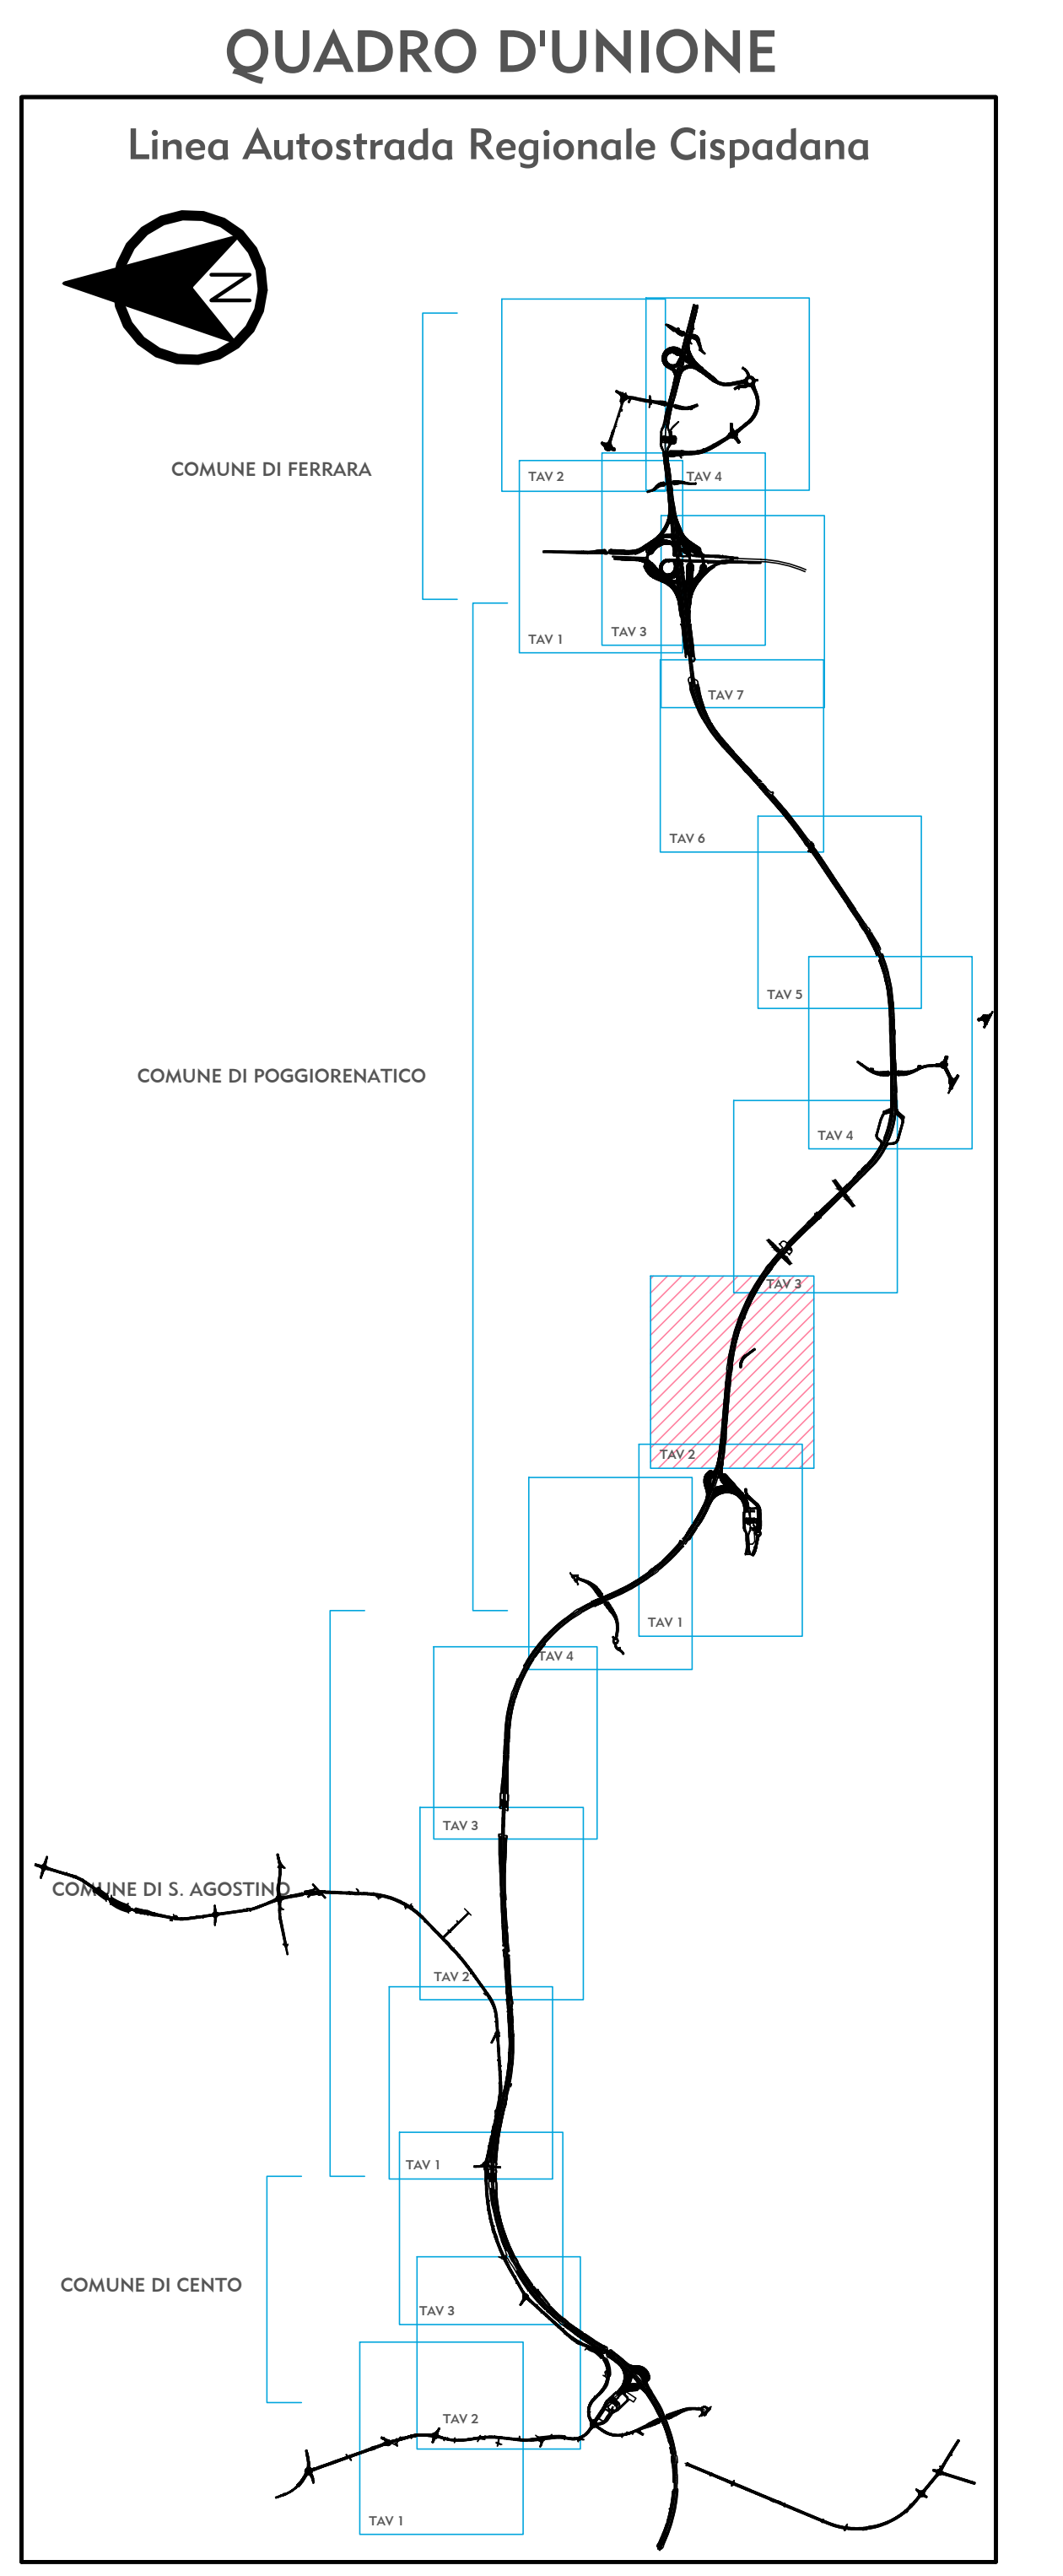 QUADRO D'UNIONE
Linea Autostrada Regionale Cispadana
N
COMUNE DI FERRARA
TAV 2
TAV 4
TAV 1
TAV 3
TAV 7
TAV 6
TAV 5
COMUNE DI POGGIORENATICO
TAV 4
TAV 3
TAV 2
TAV 1
TAV 4
TAV 3
COMUNE DI S. AGOSTINO
TAV 2
TAV 1
COMUNE DI CENTO
TAV 3
TAV 2
TAV 1